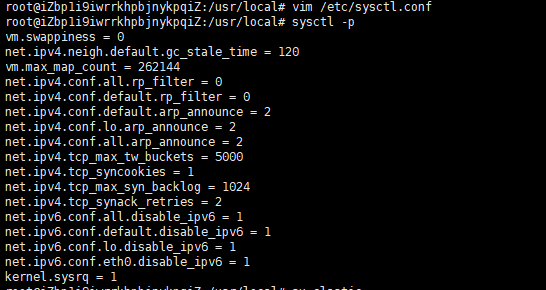 root@iZbp1i9iwrrkhpbjnykpqiZ:/usr/local# vim /etc/sysctl.conf
root@iZbp1i9iwrrkhpbjnykpqiZ:/usr/local# sysctl -p
vm.swappiness = 0
net.ipv4.neigh.default.gc_stale_time = 120
vm.max_map_count = 262144
net.ipv4.conf.all.rp_filter = 0
net.ipv4.conf.default.rp_filter = 0
net.ipv4.conf.default.arp_announce = 2
net.ipv4.conf.lo.arp_announce = 2
net.ipv4.conf.all.arp_announce = 2
net.ipv4.tcp_max_tw_buckets = 5000
net.ipv4.tcp_syncookies = 1
net.ipv4.tcp_max_syn_backlog = 1024
net.ipv4.tcp_synack_retries = 2
net.ipv6.conf.all.disable_ipv6 = 1
net.ipv6.conf.default.disable_ipv6 = 1
net.ipv6.conf.lo.disable_ipv6 = 1
net.ipv6.conf.eth0.disable_ipv6 = 1
kernel.sysrq = 1